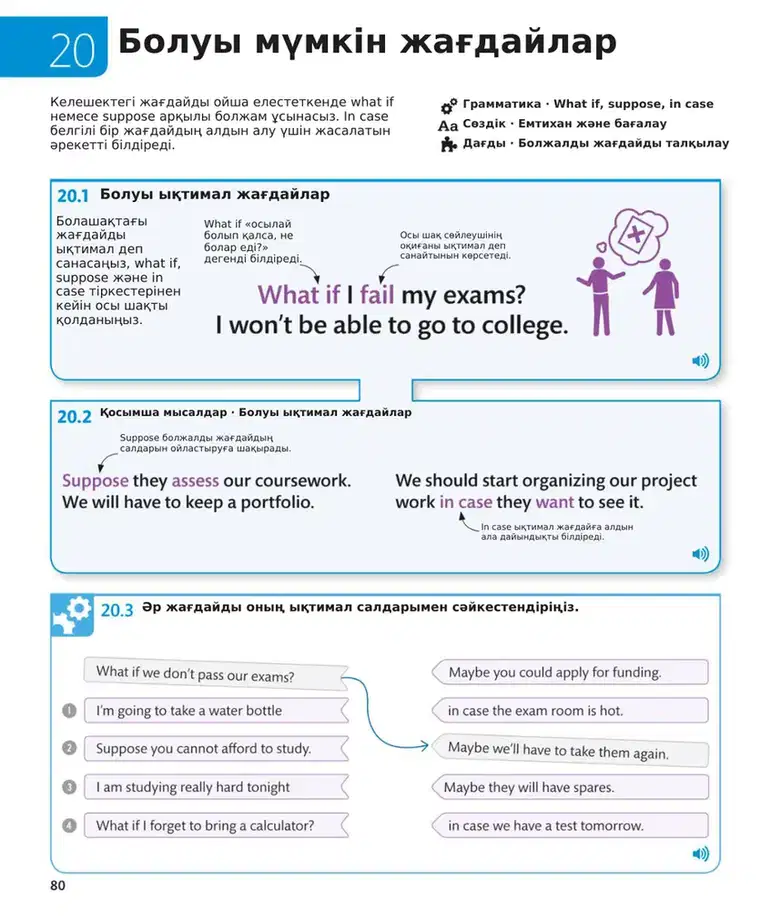 20
Болуы мүмкін жағдайлар
Келешектегі жағдайды ойша елестеткенде what if
немесе suppose арқылы болжам ұсынасыз. In case
белгілі бір жағдайдың алдын алу үшін жасалатын
әрекетті білдіреді.
Грамматика · What if, suppose, in case
Aa Сөздік · Емтихан және бағалау
Дағды · Болжалды жағдайды талқылау
20.1 Болуы ықтимал жағдайлар
Болашақтағы
жағдайды
ықтимал деп
санасаңыз, what if,
suppose және in
case тіркестерінен
кейін осы шақты
қолданыңыз.
What if «осылай
болып қалса, не
болар еді?»
дегенді білдіреді.
Осы шақ сөйлеушінің
оқиғаны ықтимал деп
санайтынын көрсетеді.
What if I fail my exams?
I won't be able to go to college.
20.2 Қосымша мысалдар · Болуы ықтимал жағдайлар
Suppose болжалды жағдайдың
салдарын ойластыруға шақырады.
Suppose they assess our coursework.
We will have to keep a portfolio.
We should start organizing our project
work in case they want to see it.
In case ықтимал жағдайға алдын
ала дайындықты білдіреді.
20.3 Әр жағдайды оның ықтимал салдарымен сәйкестендіріңіз.
What if we don't pass our exams?
1 I'm going to take a water bottle
2 Suppose you cannot afford to study.
3 I am studying really hard tonight
4 What if I forget to bring a calculator?
Maybe you could apply for funding.
in case the exam room is hot.
Maybe we'll have to take them again.
Maybe they will have spares.
in case we have a test tomorrow.
80